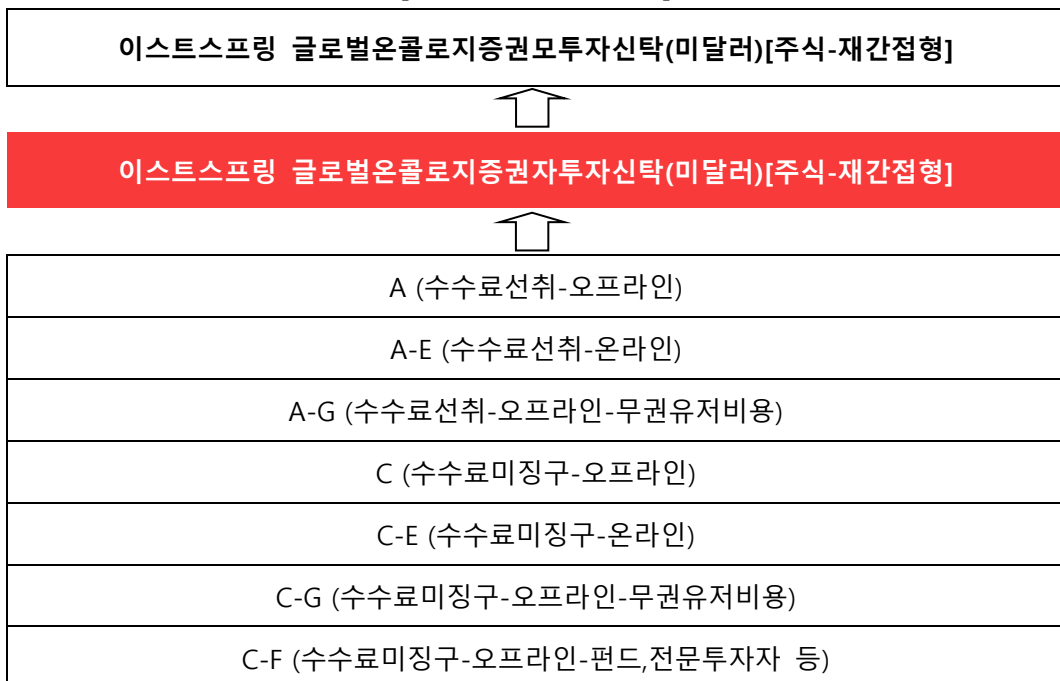 이스트스프링 글로벌온콜로지증권모투자신탁(미달러)[주식-재간접형]
이스트스프링 글로벌온콜로지증권자투자신탁(미달러)[주식-재간접형]
A (수수료선취-오프라인)
A-E (수수료선취-온라인)
A-G (수수료선취-오프라인-무권유저비용)
C (수수료미징구-오프라인)
C-E (수수료미징구-온라인)
C-G (수수료미징구-오프라인-무권유저비용)
C-F (수수료미징구-오프라인-펀드,전문투자자 등)